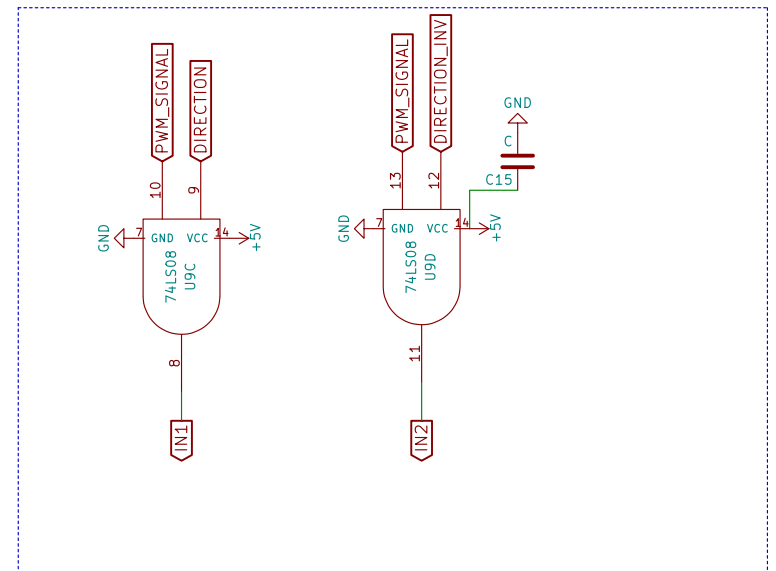 PWM_SIGNAL
DIRECTION
10
9
GND
7
GND
VCC
14
+5V
74LS08
U9C
8
IN1
PWM_SIGNAL
DIRECTION_INV
13
12
GND
7
GND
VCC
14
+5V
74LS08
U9D
11
IN2
GND
C
C15